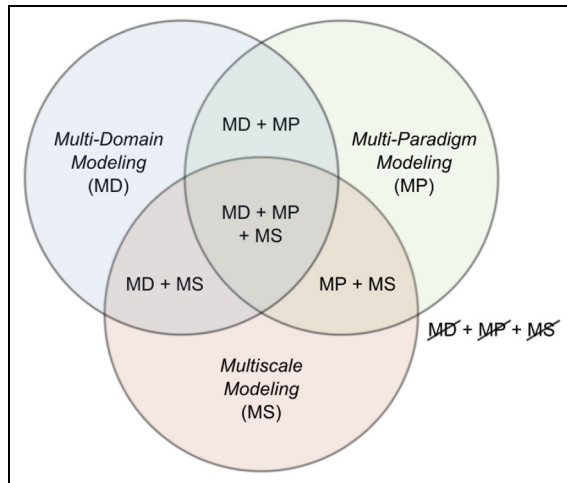 MD + MP
Multi-Domain
Modeling
(MD)
Multi-Paradigm
Modeling
(MP)
MD + MP
+ MS
MD + MS
MP + MS
MD + MP + MS
Multiscale
Modeling
(MS)